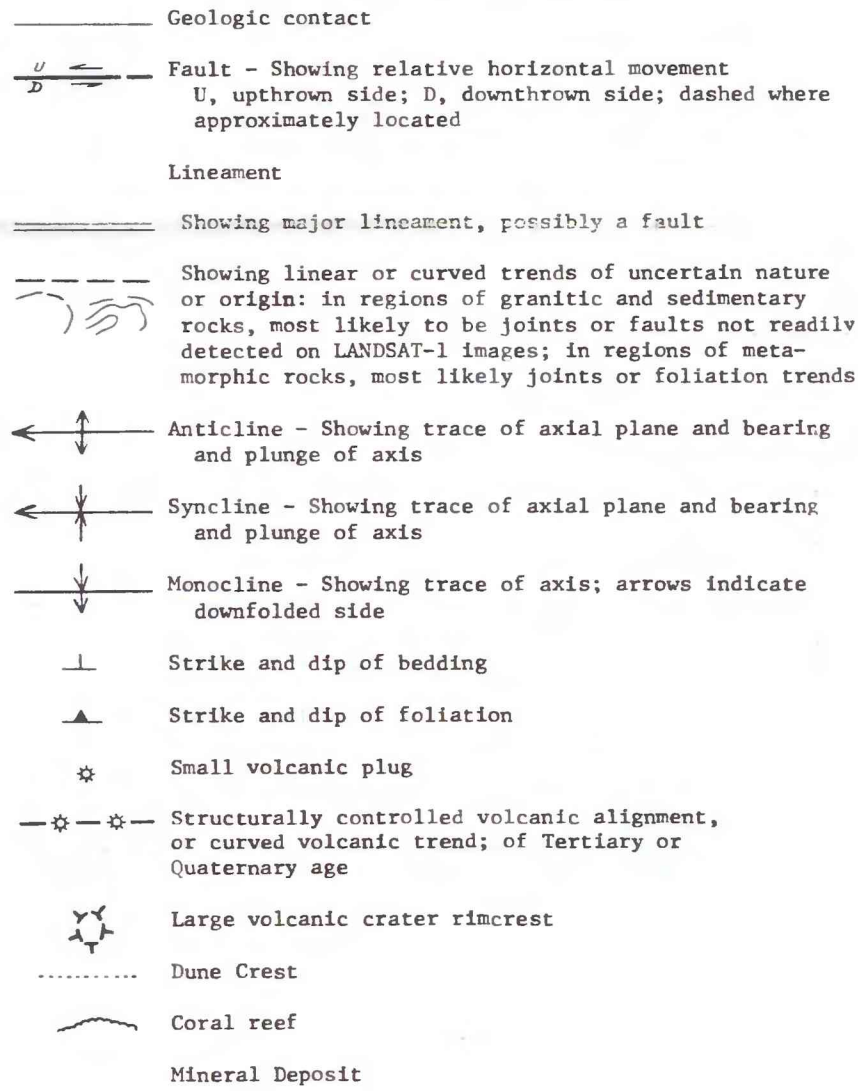 Geologic contact
U
D
Fault - Showing relative horizontal movement
U, upthrown side; D, downthrown side; dashed where
approximately located
Lineament
Showing major lineament, possibly a fault
Showing linear or curved trends of uncertain nature
or origin: in regions of granitic and sedimentary
rocks, most likely to be joints or faults not readily
detected on LANDSAT-1 images; in regions of meta-
morphic rocks, most likely joints or foliation trends
Anticline - Showing trace of axial plane and bearing
and plunge of axis
Syncline - Showing trace of axial plane and bearing
and plunge of axis
Monocline - Showing trace of axis; arrows indicate
downfolded side
Strike and dip of bedding
Strike and dip of foliation
Small volcanic plug
Structurally controlled volcanic alignment,
or curved volcanic trend; of Tertiary or
Quaternary age
Large volcanic crater rimcrest
Dune Crest
Coral reef
Mineral Deposit